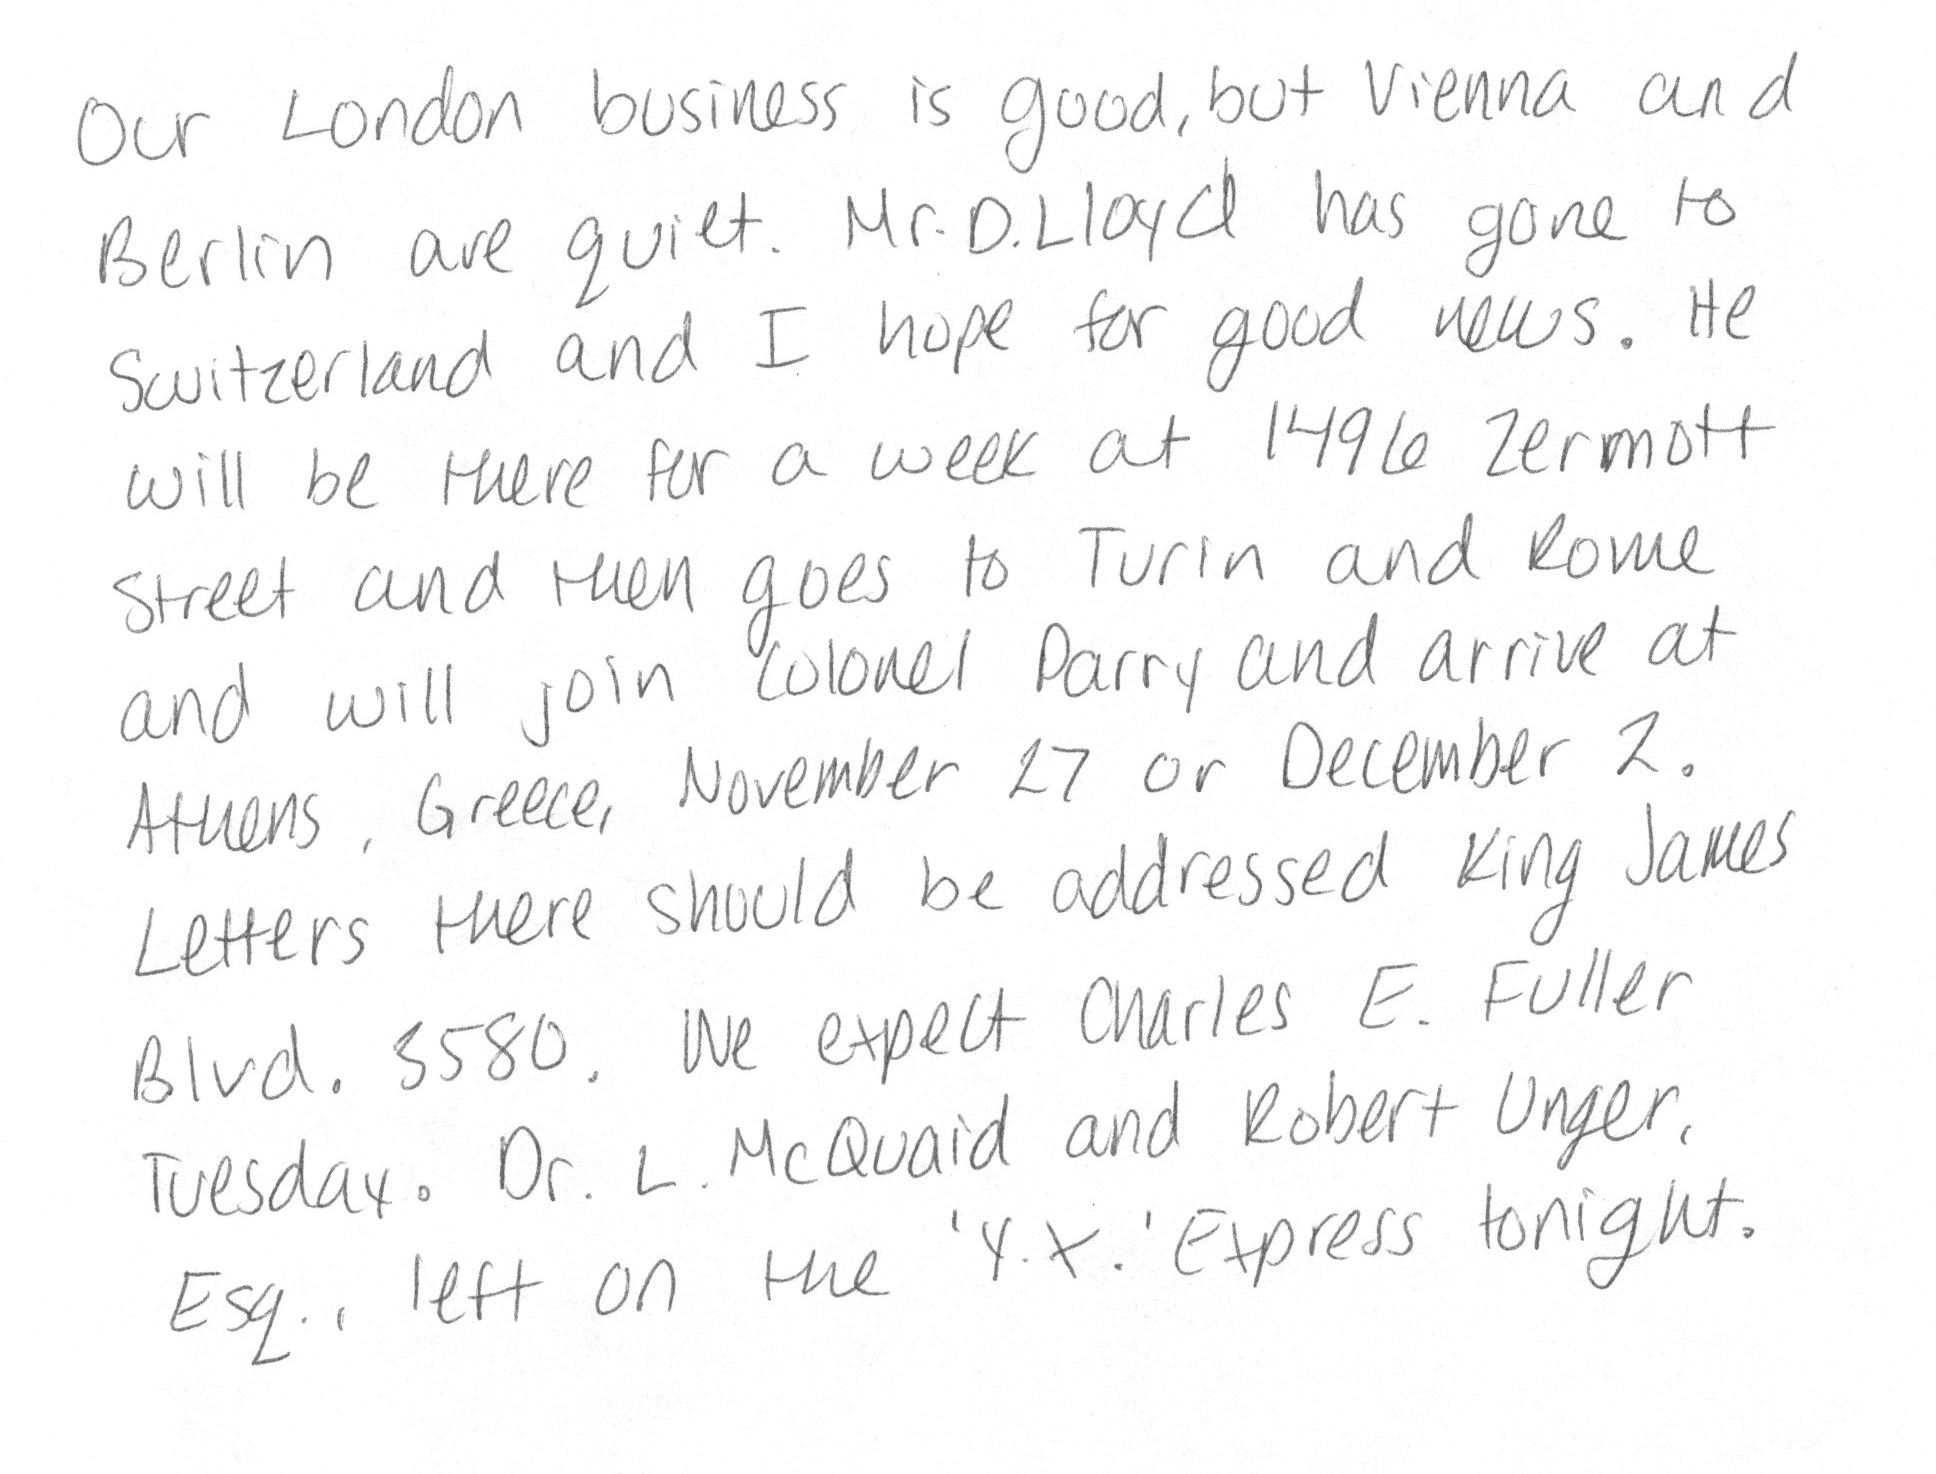 Our London business is good, but Vienna and
Berlin are quiet. Mr. D. Lloyd has gone to
Switzerland and I hope for good news. He
will be there for a week at 1496 Zermott
Street and then goes to Turin and Rome
and will join Colonel Parry and arrive at
Athens, Greece, November 27 or December 2.
Letters there should be addressed King James
Blvd. 3580. We expect Charles E. Fuller
Tuesday. Dr. L. McQuaid and Robert Unger,
Esq., left on the 'Y.X.' Express tonight.